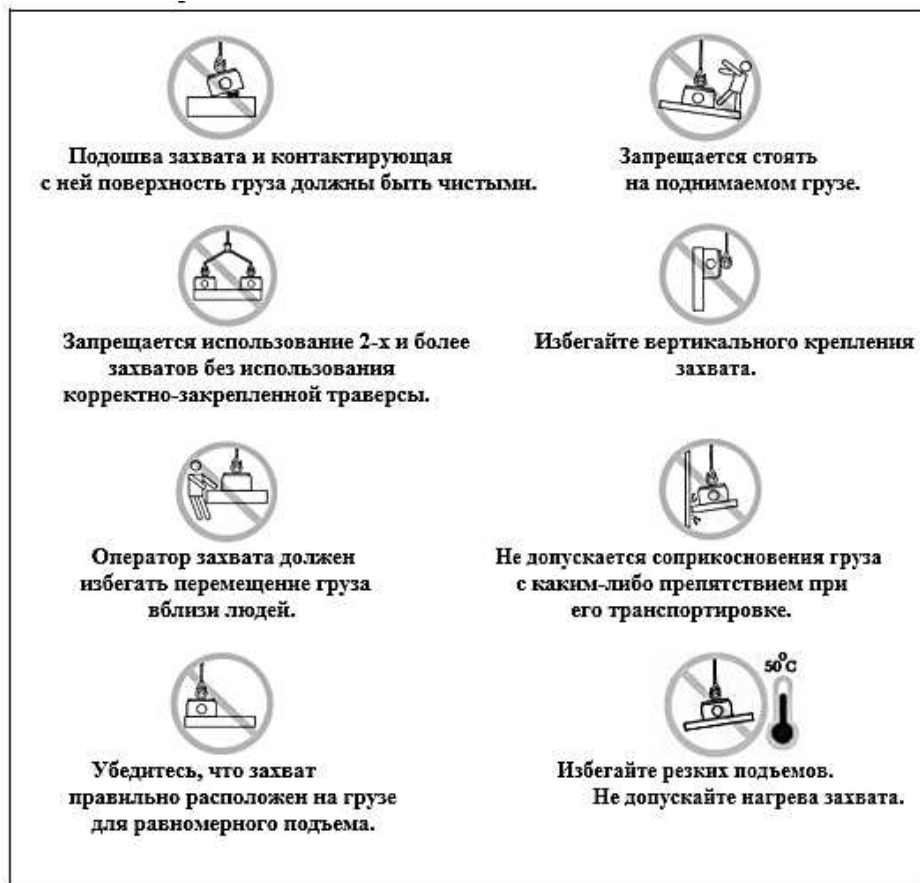 Подошва захвата и контактирующая
с ней поверхность груза должны быть чистыми.
Запрещается стоять
на поднимаемом грузе.
Запрещается использование 2-х и более
захватов без использования
корректно-закрепленной траверсы.
Избегайте вертикального крепления
захвата.
Оператор захвата должен
избегать перемещение груза
вблизи людей.
Не допускается соприкосновения груза
с каким-либо препятствием при
его транспортировке.
Убедитесь, что захват
правильно расположен на грузе
для равномерного подъема.
50°C
Избегайте резких подъемов.
Не допускайте нагрева захвата.